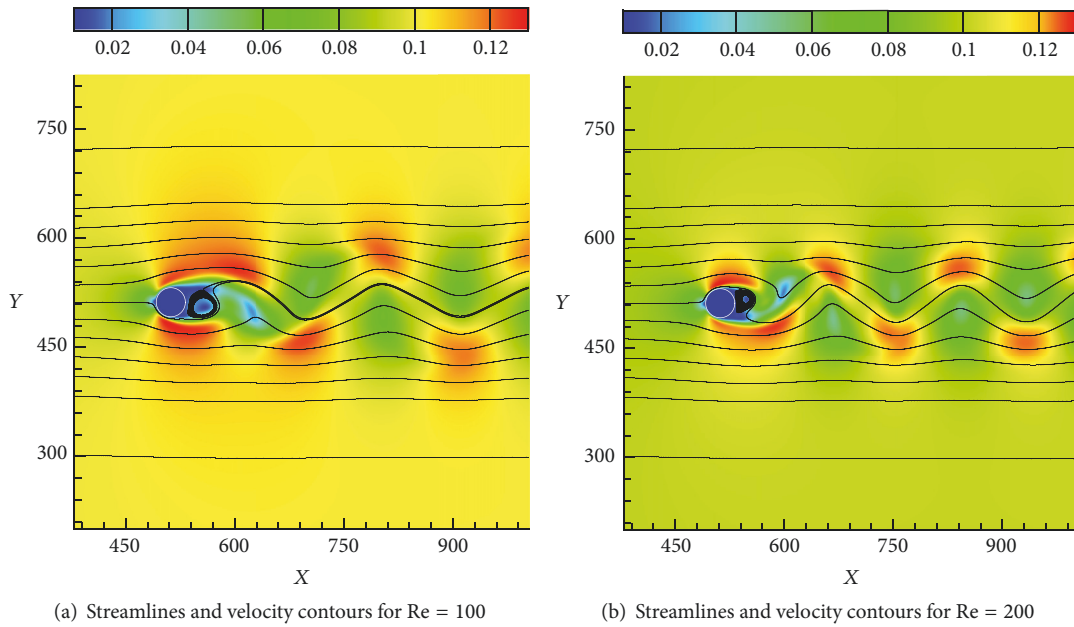 0.02 0.04 0.06 0.08 0.1 0.12
750
600
Y
450
300
450 600 750 900
X
(a) Streamlines and velocity contours for Re = 100
0.02 0.04 0.06 0.08 0.1 0.12
750
600
Y
450
300
450 600 750 900
X
(b) Streamlines and velocity contours for Re = 200